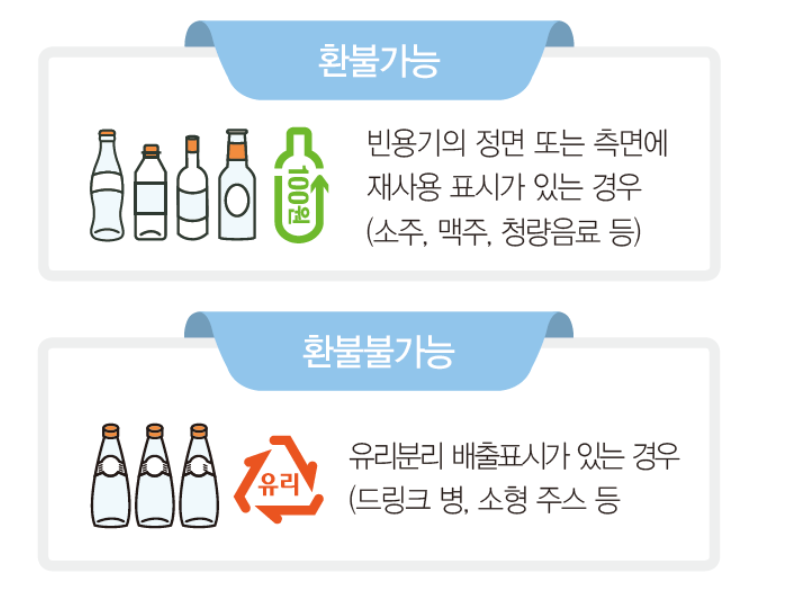 환불가능
100원
빈용기의 정면 또는 측면에
재사용 표시가 있는 경우
(소주, 맥주, 청량음료 등)
환불불가능
유리
유리분리 배출표시가 있는 경우
(드링크 병, 소형 주스 등